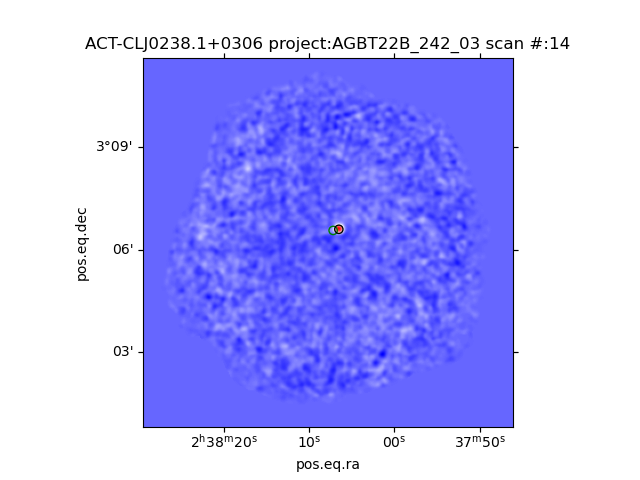 ACT-CLJ0238.1+0306 project:AGBT22B_242_03 scan #:14
3°09'
06'
03'
pos.eq.dec
2ʰ38ᵐ20ˢ 10ˢ 00ˢ 37ᵐ50ˢ
pos.eq.ra